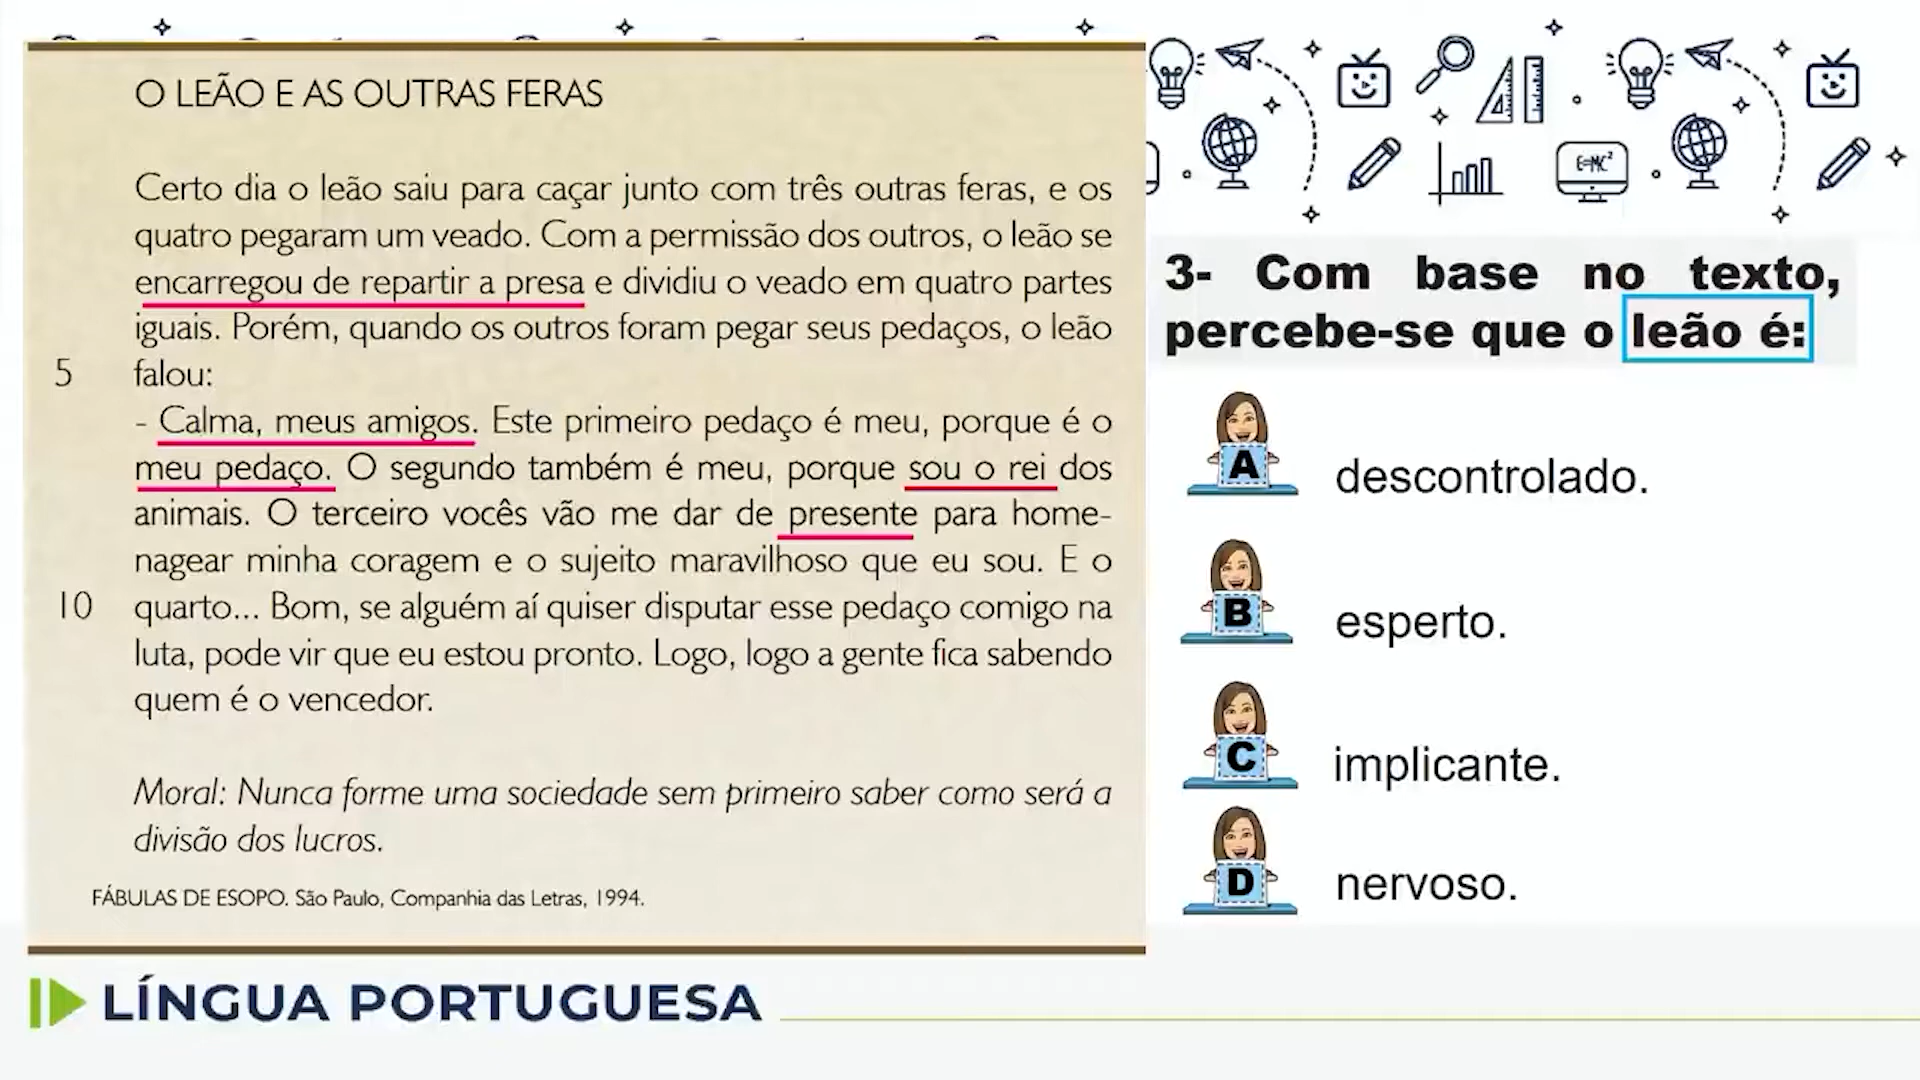 O LEÃO E AS OUTRAS FERAS
Certo dia o leão saiu para caçar junto com três outras feras, e os
quatro pegaram um veado. Com a permissão dos outros, o leão se
encarregou de repartir a presa e dividiu o veado em quatro partes
iguais. Porém, quando os outros foram pegar seus pedaços, o leão
5 falou:
- Calma, meus amigos. Este primeiro pedaço é meu, porque é o
meu pedaço. O segundo também é meu, porque sou o rei dos
animais. O terceiro vocês vão me dar de presente para home-
nagear minha coragem e o sujeito maravilhoso que eu sou. E o
10 quarto... Bom, se alguém aí quiser disputar esse pedaço comigo na
luta, pode vir que eu estou pronto. Logo, logo a gente fica sabendo
quem é o vencedor.
Moral: Nunca forme uma sociedade sem primeiro saber como será a
divisão dos lucros.
FÁBULAS DE ESOPO. São Paulo, Companhia das Letras, 1994.
E=MC²
3- Com base no texto,
percebe-se que o leão é:
A descontrolado.
B esperto.
C implicante.
D nervoso.
LÍNGUA PORTUGUESA